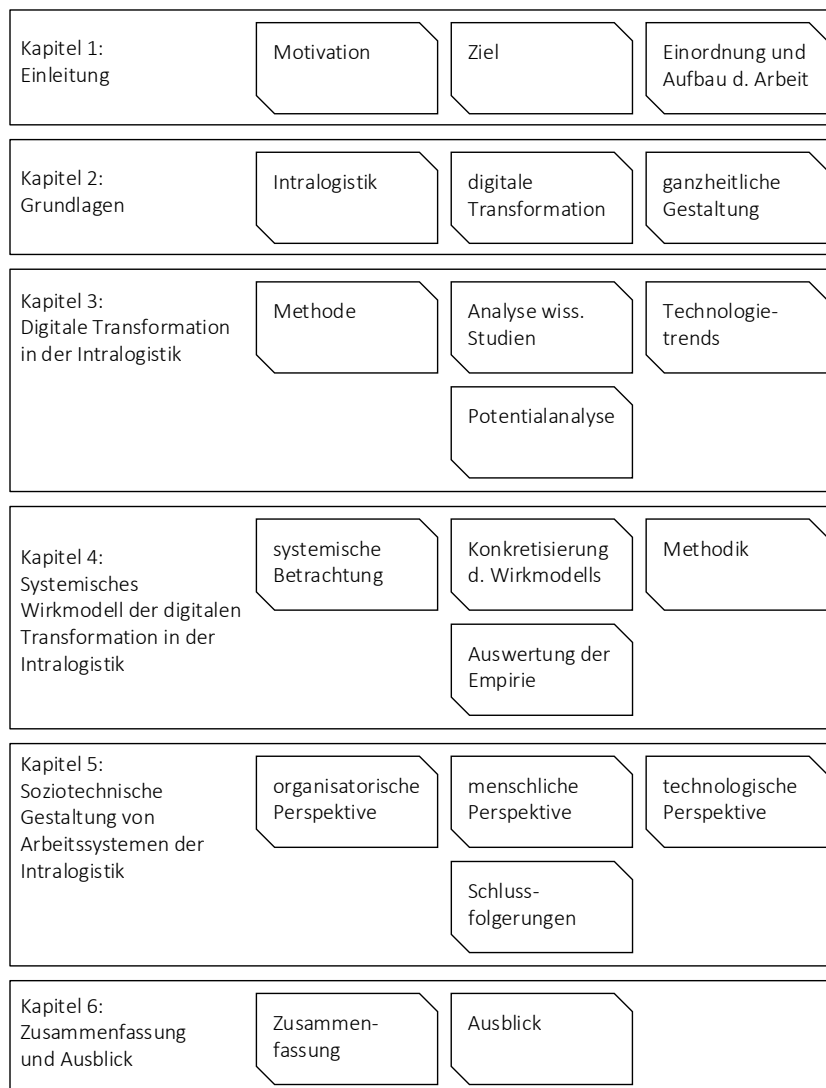 Kapitel 1:
Einleitung
Motivation
Ziel
Einordnung und
Aufbau d. Arbeit
Kapitel 2:
Grundlagen
Intralogistik
digitale
Transformation
ganzheitliche
Gestaltung
Kapitel 3:
Digitale Transformation
in der Intralogistik
Methode
Analyse wiss.
Studien
Technologie-
trends
Potentialanalyse
Kapitel 4:
Systemisches
Wirkmodell der digitalen
Transformation in der
Intralogistik
systemische
Betrachtung
Konkretisierung
d. Wirkmodells
Methodik
Auswertung der
Empirie
Kapitel 5:
Soziotechnische
Gestaltung von
Arbeitssystemen der
Intralogistik
organisatorische
Perspektive
menschliche
Perspektive
technologische
Perspektive
Schluss-
folgerungen
Kapitel 6:
Zusammenfassung
und Ausblick
Zusammen-
fassung
Ausblick